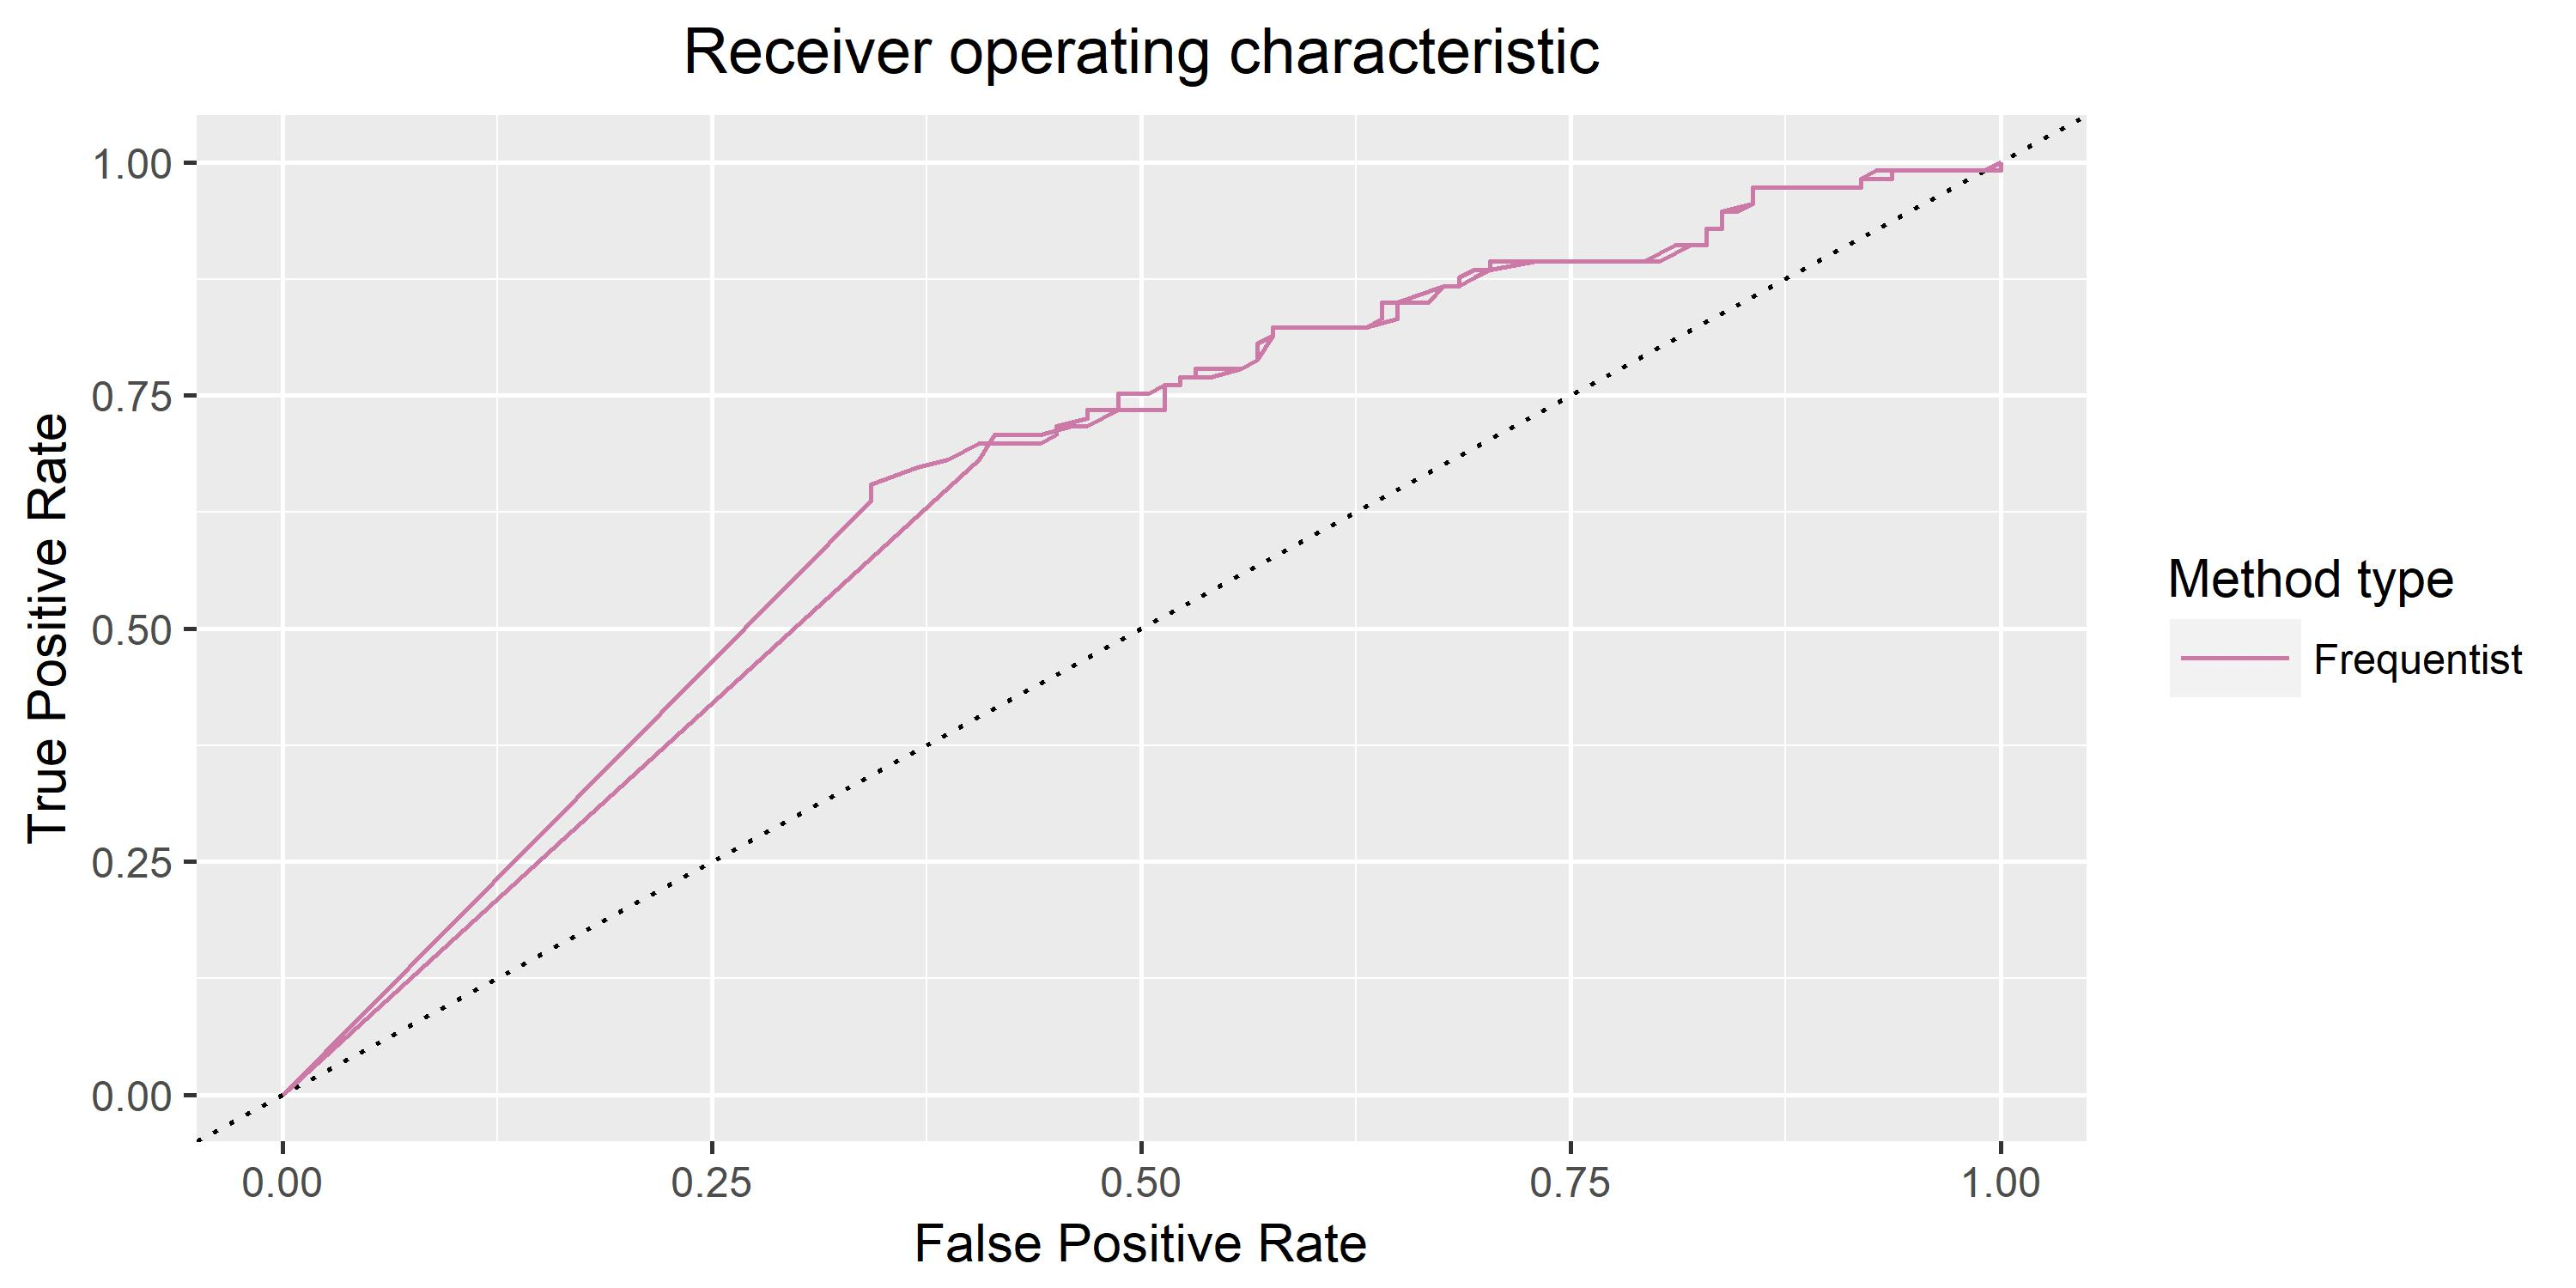 Receiver operating characteristic
1.00
0.75
0.50
0.25
0.00
True Positive Rate
0.00 0.25 0.50 0.75 1.00
False Positive Rate
Method type
Frequentist